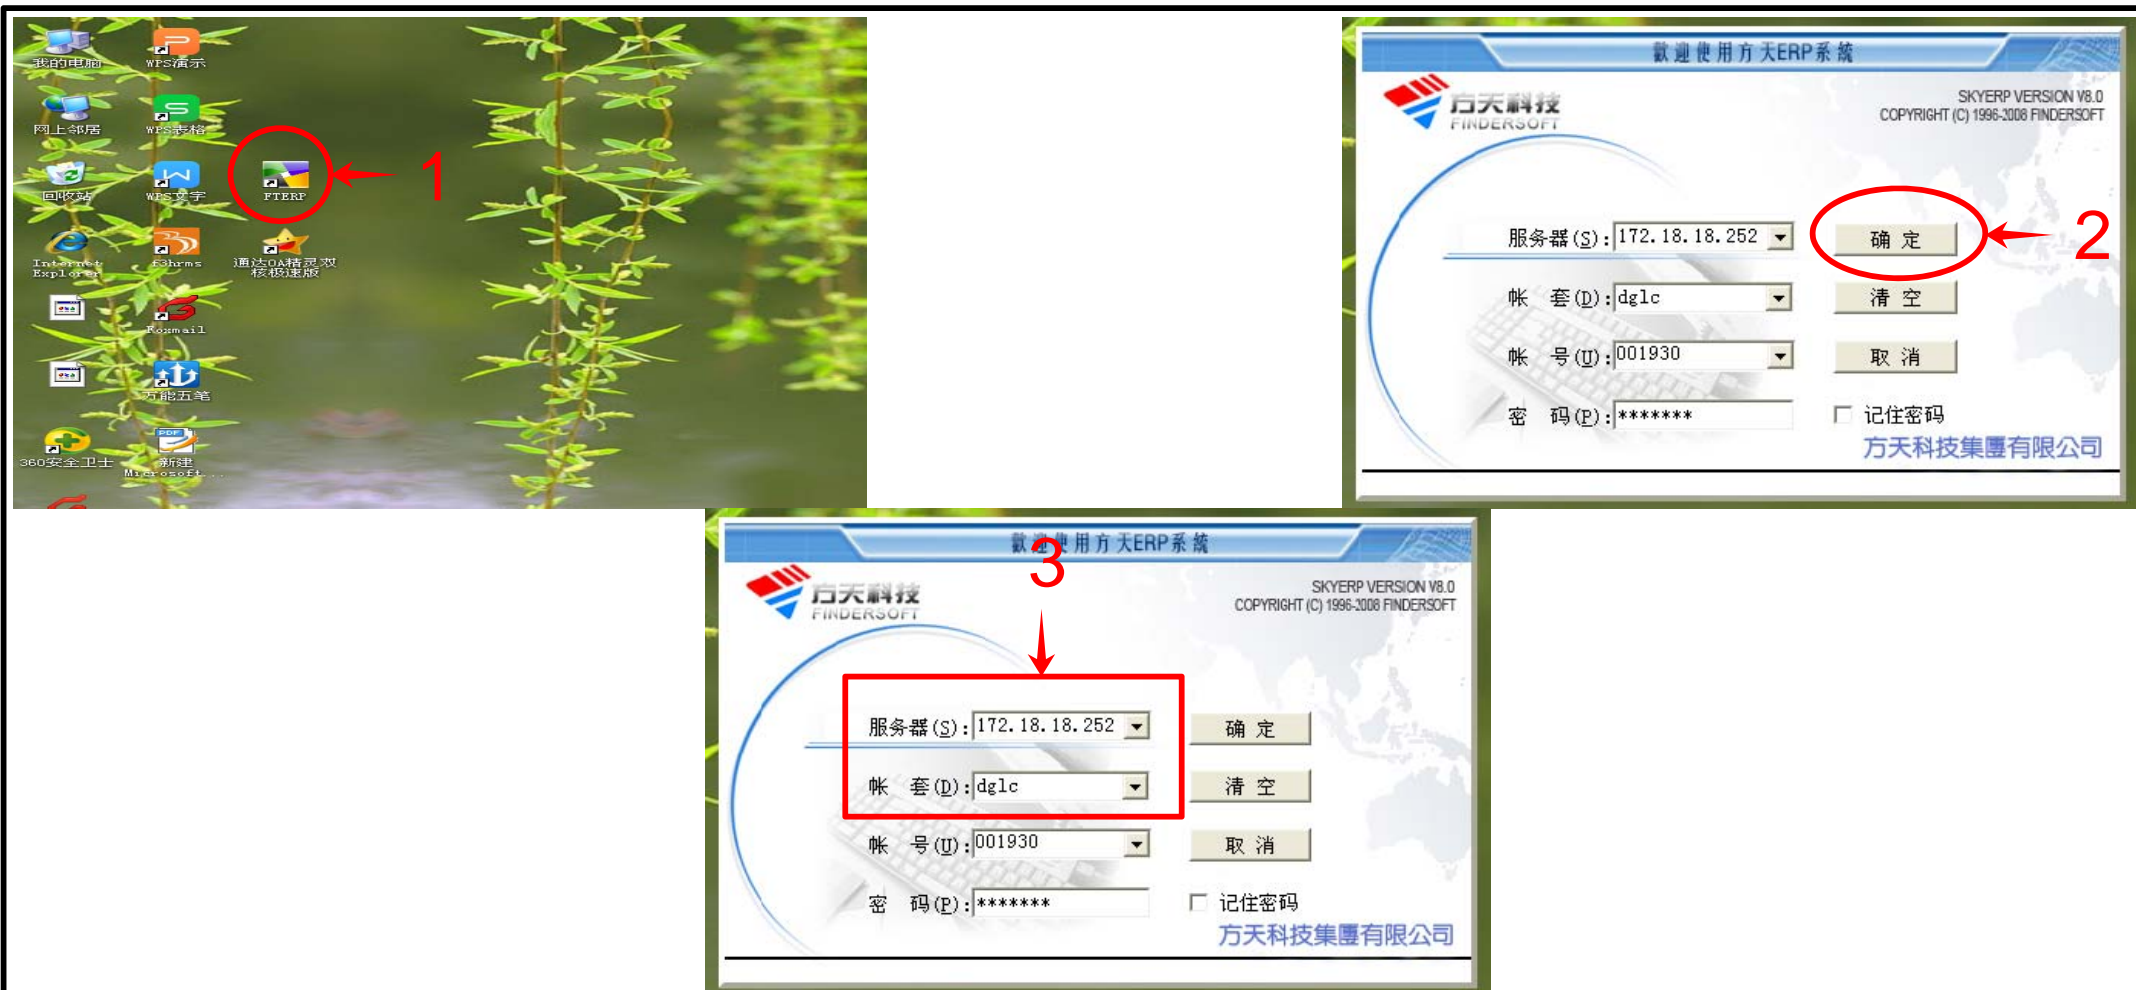 我的电脑
WPS演示
网上邻居
WPS表格
回收站
WPS文字
FTERP
1
Internet
Explorer
f3hrms
通达OA精灵双
核极速版
Foxmail
万能五笔
360安全卫士
新建
Microsoft...
歡迎使用方天ERP系統
方天科技
FINDERSOFT
SKYERP VERSION V8.0
COPYRIGHT (C) 1996-2008 FINDERSOFT
服务器(S):172.18.18.252
确定
2
帐 套(D):dglc
清空
帐 号(U):001930
取消
密 码(P):*******
记住密码
方天科技集團有限公司
歡迎使用方天ERP系統
3
方天科技
FINDERSOFT
SKYERP VERSION V8.0
COPYRIGHT (C) 1996-2008 FINDERSOFT
服务器(S):172.18.18.252
确定
帐 套(D):dglc
清空
帐 号(U):001930
取消
密 码(P):*******
记住密码
方天科技集團有限公司